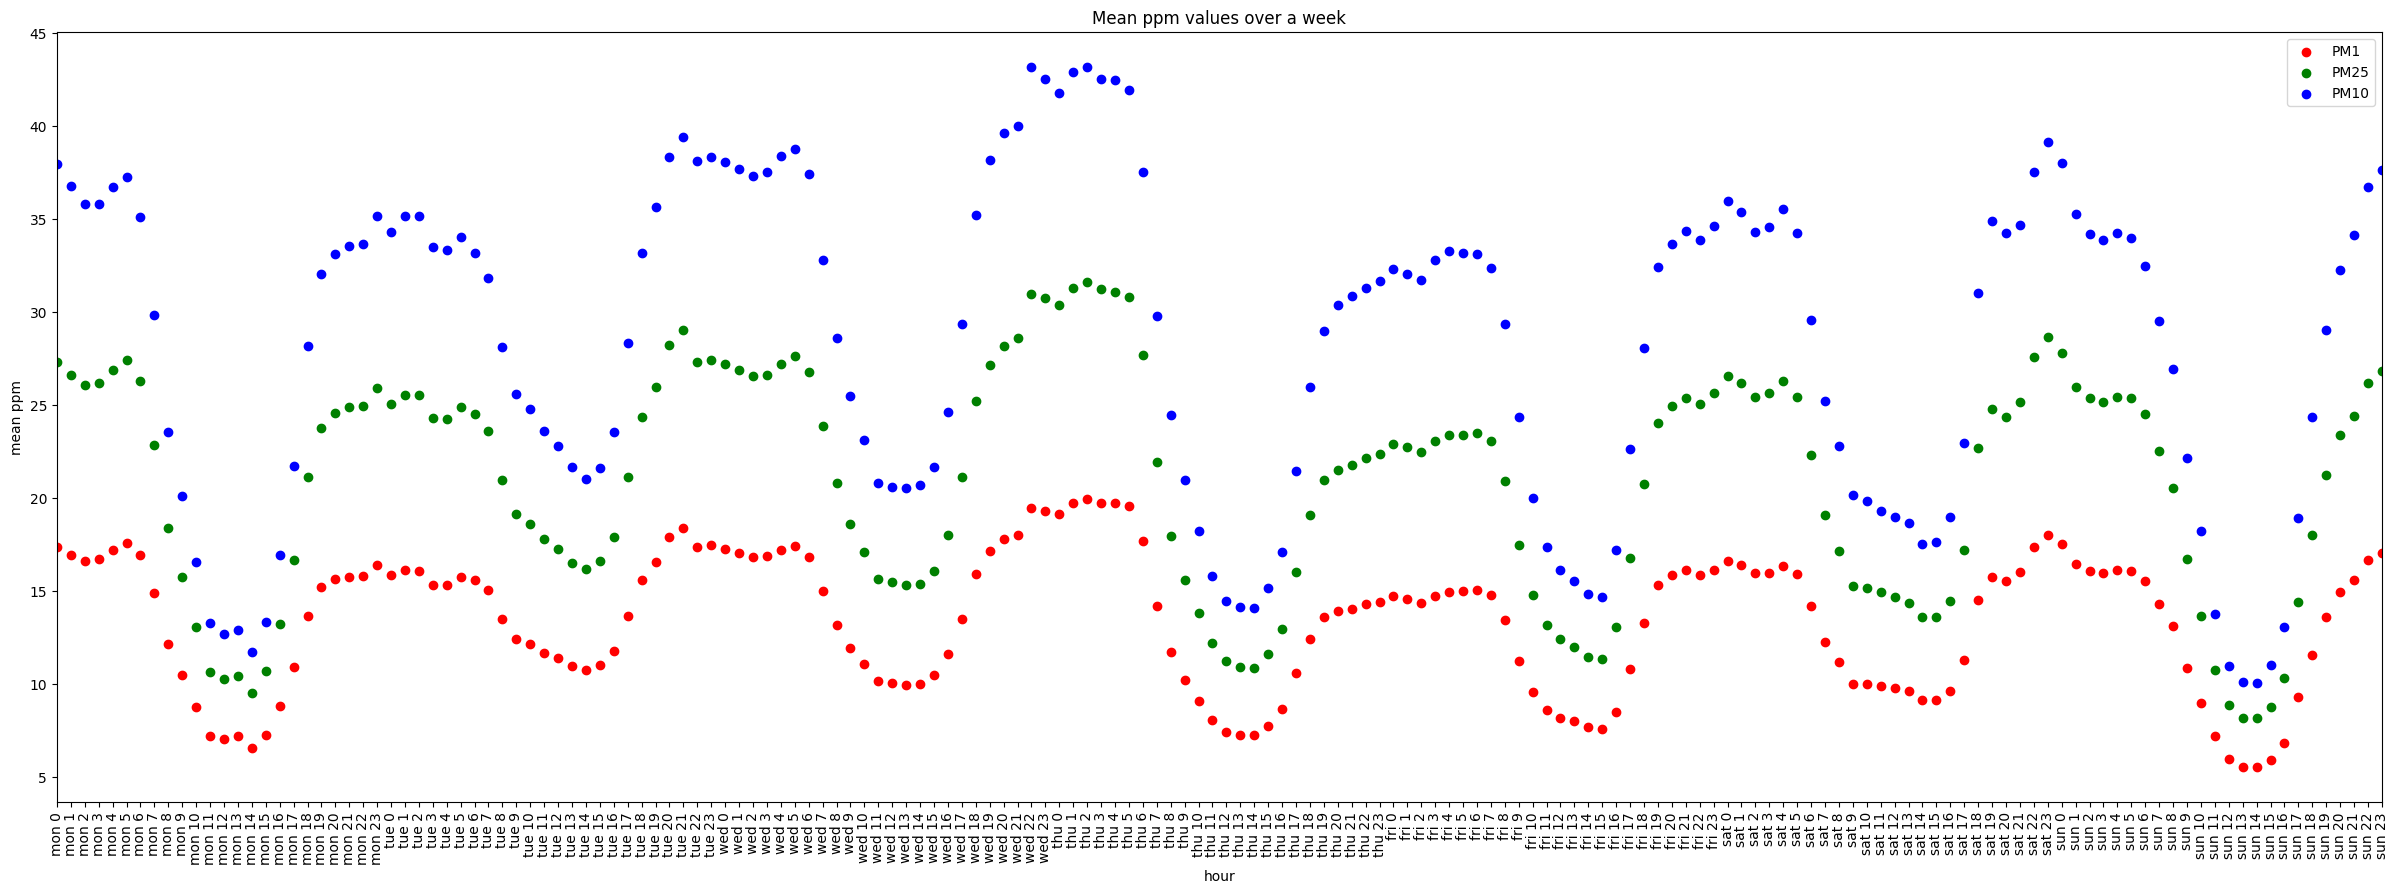 Mean ppm values over a week
PM1
PM25
PM10
mean ppm
45
40
35
30
25
20
15
10
5
mon 0
mon 1
mon 2
mon 3
mon 4
mon 5
mon 6
mon 7
mon 8
mon 9
mon 10
mon 11
mon 12
mon 13
mon 14
mon 15
mon 16
mon 17
mon 18
mon 19
mon 20
mon 21
mon 22
mon 23
tue 0
tue 1
tue 2
tue 3
tue 4
tue 5
tue 6
tue 7
tue 8
tue 9
tue 10
tue 11
tue 12
tue 13
tue 14
tue 15
tue 16
tue 17
tue 18
tue 19
tue 20
tue 21
tue 22
tue 23
wed 0
wed 1
wed 2
wed 3
wed 4
wed 5
wed 6
wed 7
wed 8
wed 9
wed 10
wed 11
wed 12
wed 13
wed 14
wed 15
wed 16
wed 17
wed 18
wed 19
wed 20
wed 21
wed 22
wed 23
thu 0
thu 1
thu 2
thu 3
thu 4
thu 5
thu 6
thu 7
thu 8
thu 9
thu 10
thu 11
thu 12
thu 13
thu 14
thu 15
thu 16
thu 17
thu 18
thu 19
thu 20
thu 21
thu 22
thu 23
fri 0
fri 1
fri 2
fri 3
fri 4
fri 5
fri 6
fri 7
fri 8
fri 9
fri 10
fri 11
fri 12
fri 13
fri 14
fri 15
fri 16
fri 17
fri 18
fri 19
fri 20
fri 21
fri 22
fri 23
sat 0
sat 1
sat 2
sat 3
sat 4
sat 5
sat 6
sat 7
sat 8
sat 9
sat 10
sat 11
sat 12
sat 13
sat 14
sat 15
sat 16
sat 17
sat 18
sat 19
sat 20
sat 21
sat 22
sat 23
sun 0
sun 1
sun 2
sun 3
sun 4
sun 5
sun 6
sun 7
sun 8
sun 9
sun 10
sun 11
sun 12
sun 13
sun 14
sun 15
sun 16
sun 17
sun 18
sun 19
sun 20
sun 21
sun 22
sun 23
hour